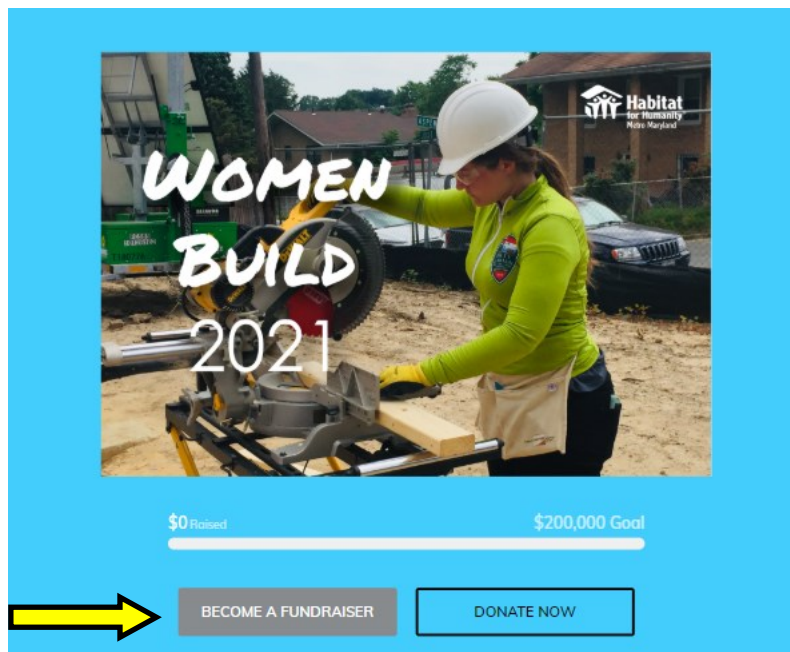 Habitat
for Humanity
Metro Maryland
WOMEN
BUILD
2021
$0 Raised
$200,000 Goal
BECOME A FUNDRAISER
DONATE NOW